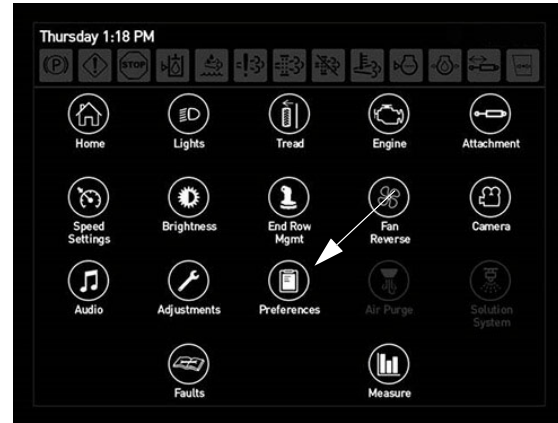 Thursday 1:18 PM
(P) STOP
Home Lights Tread Engine Attachment
Speed Brightness End Row Fan Camera
Settings Mgmt Reverse
Audio Adjustments Preferences Air Purge Solution
System
Faults Measure